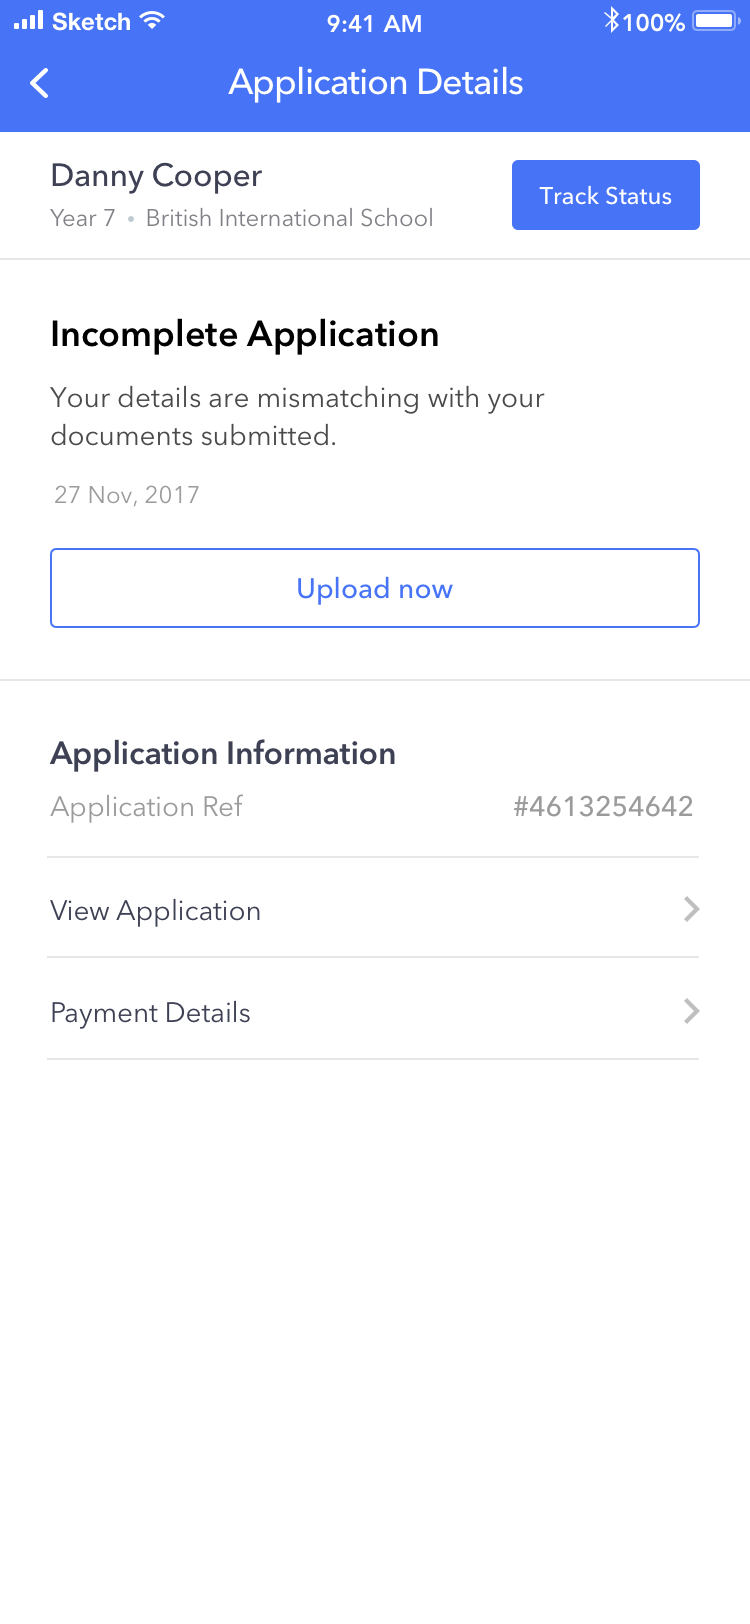 Sketch 9:41 AM 100%
Application Details
Danny Cooper
Year 7 • British International School
Track Status
Incomplete Application
Your details are mismatching with your
documents submitted.
27 Nov, 2017
Upload now
Application Information
Application Ref #4613254642
View Application
Payment Details